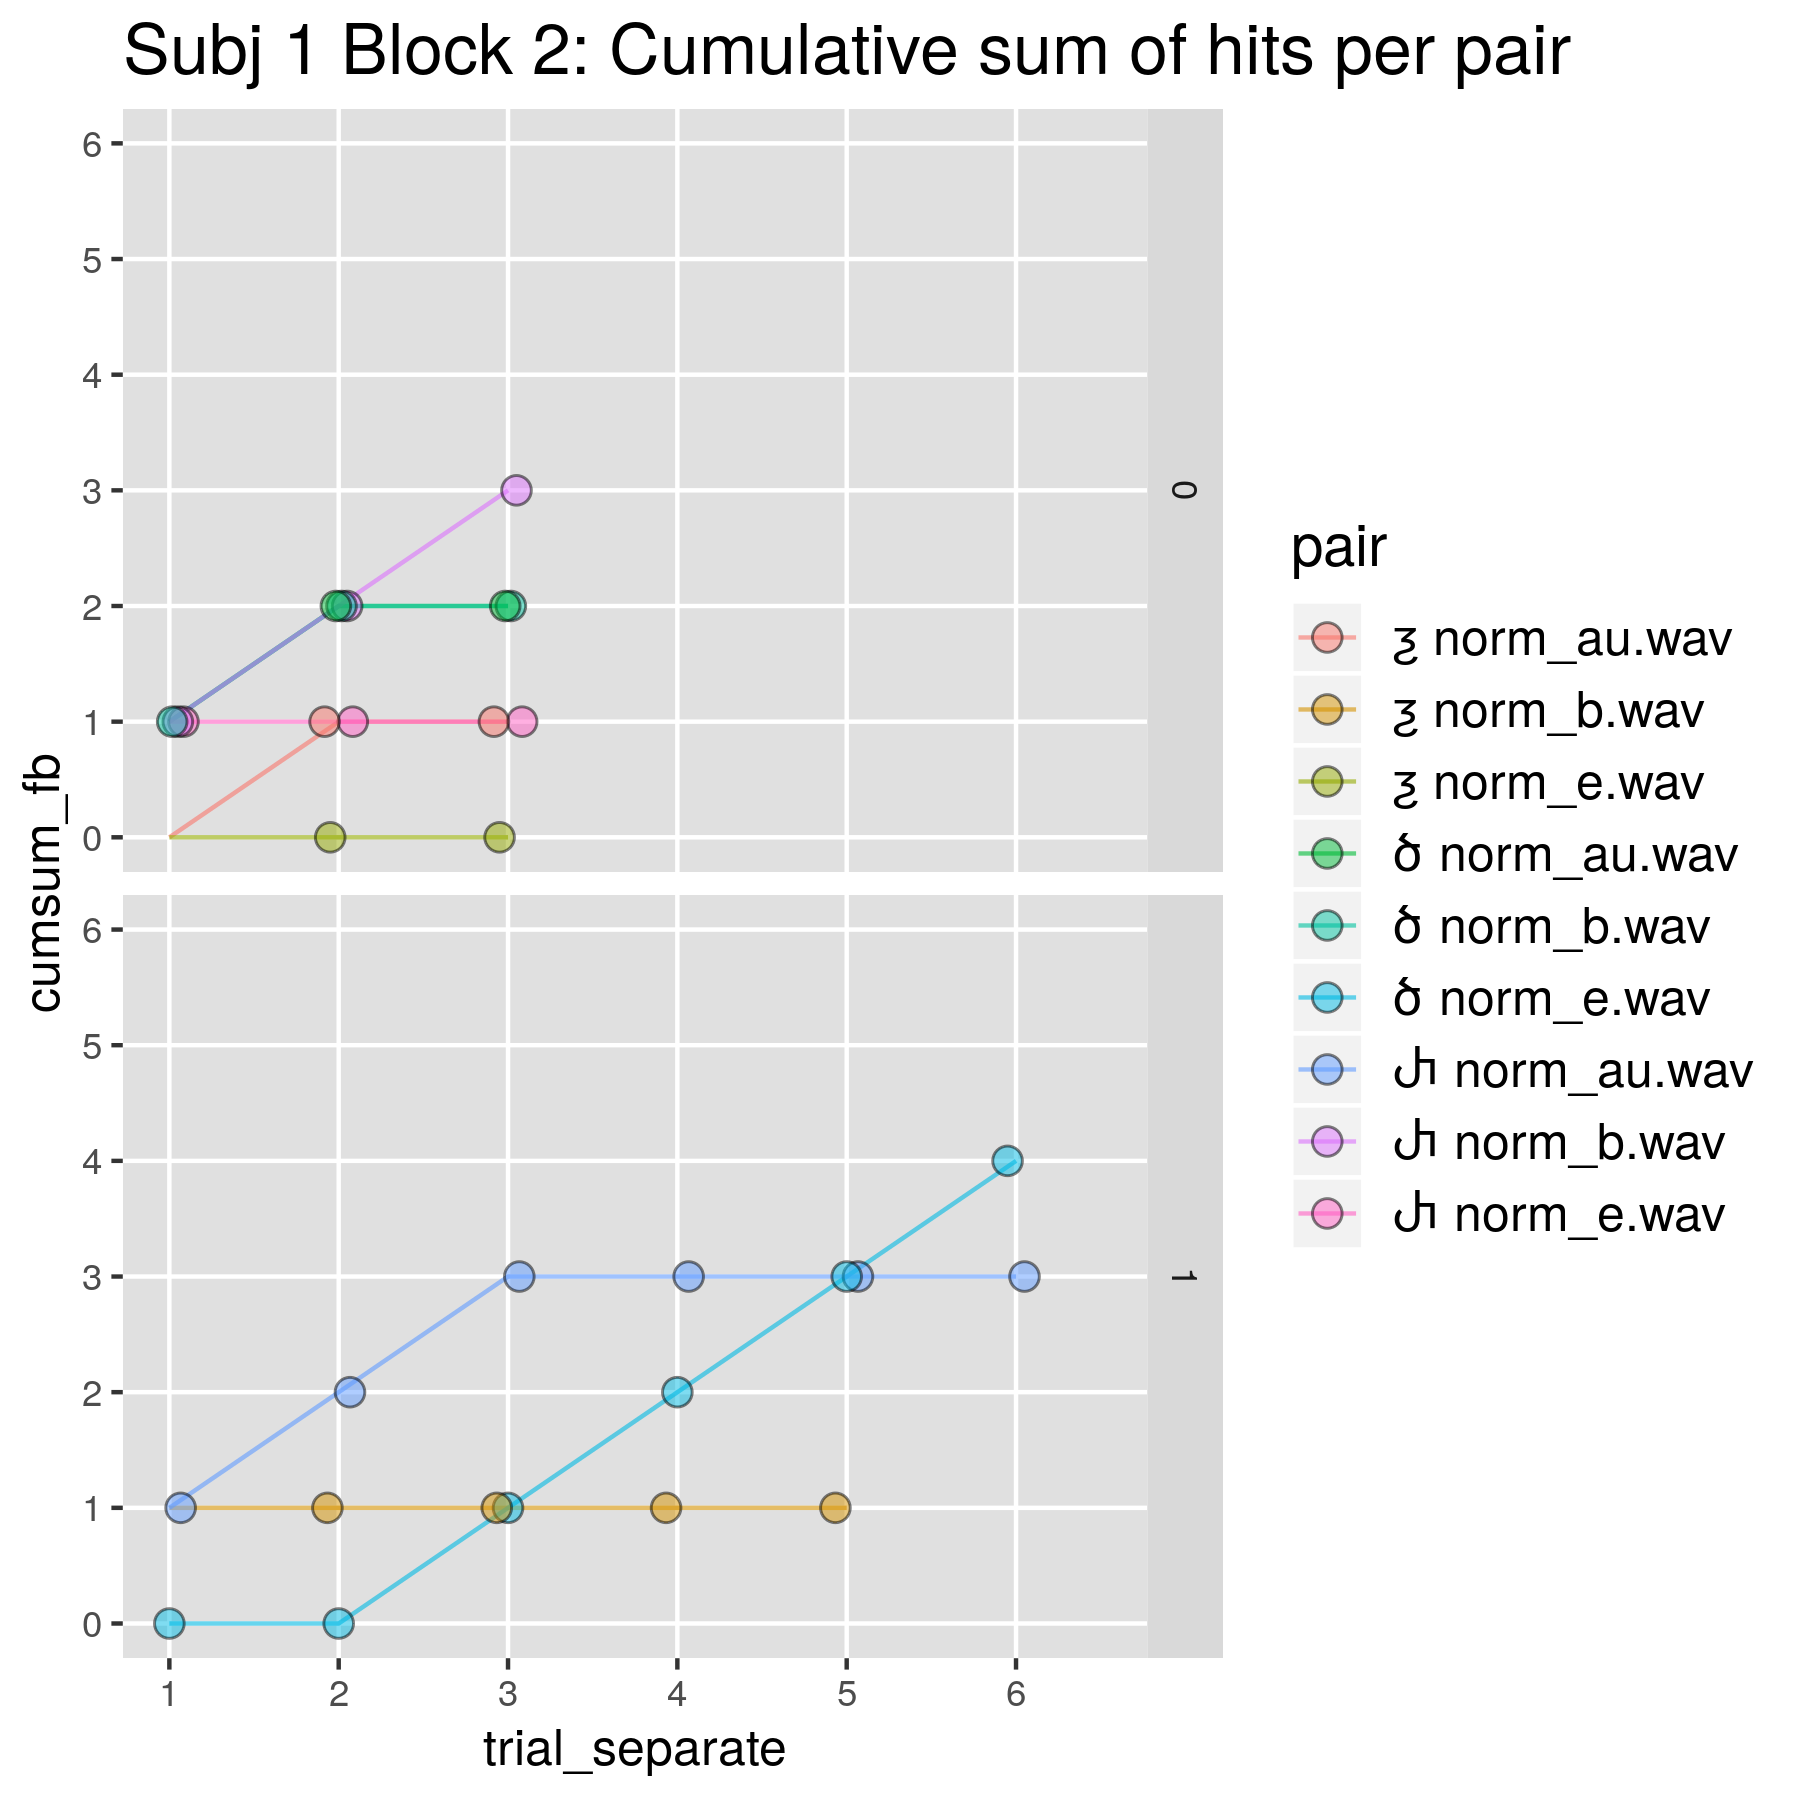 Subj 1 Block 2: Cumulative sum of hits per pair
cumsum_fb
6
5
4
3
2
1
0
0
6
5
4
3
2
1
0
1
1 2 3 4 5 6
trial_separate
pair
norm_au.wav
norm_b.wav
norm_e.wav
norm_au.wav
norm_b.wav
norm_e.wav
norm_au.wav
norm_b.wav
norm_e.wav